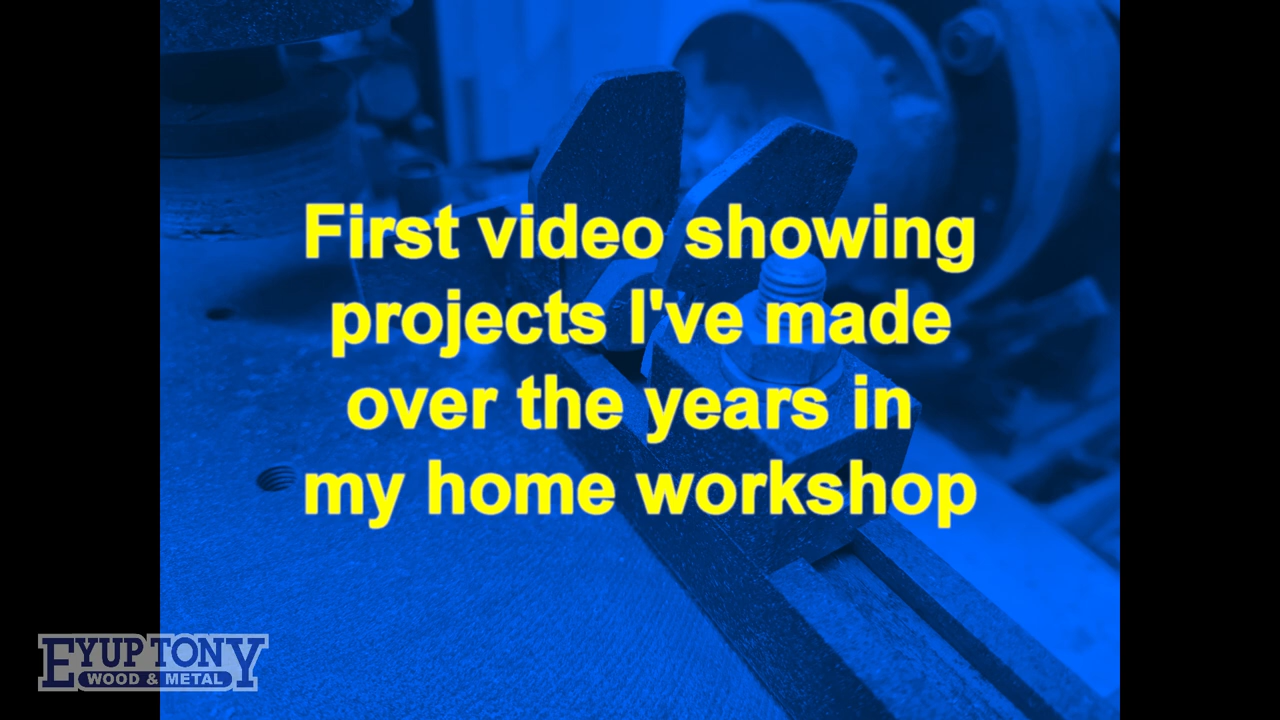 First video showing
projects I've made
over the years in
my home workshop
EYUP TONY
WOOD & METAL